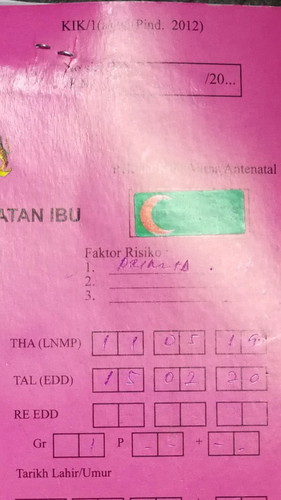 KIK/1( Pind. 2012)
/20...
Antenatal
ATAN IBU
Faktor Risiko :
1.
2.
3.
THA (LNMP) 1 1 0 5 1 9
TAL (EDD) 1 5 0 2 2 0
RE EDD
Gr 1 P - - + - -
Tarikh Lahir/Umur